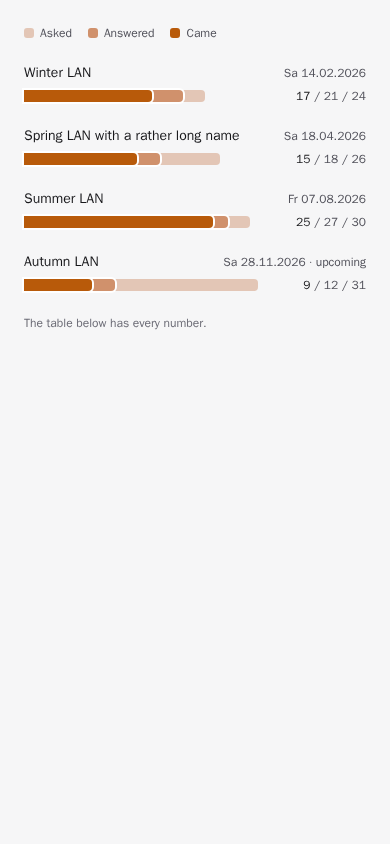 Asked Answered Came
Winter LAN Sa 14.02.2026
17 / 21 / 24
Spring LAN with a rather long name Sa 18.04.2026
15 / 18 / 26
Summer LAN Fr 07.08.2026
25 / 27 / 30
Autumn LAN Sa 28.11.2026 · upcoming
9 / 12 / 31
The table below has every number.